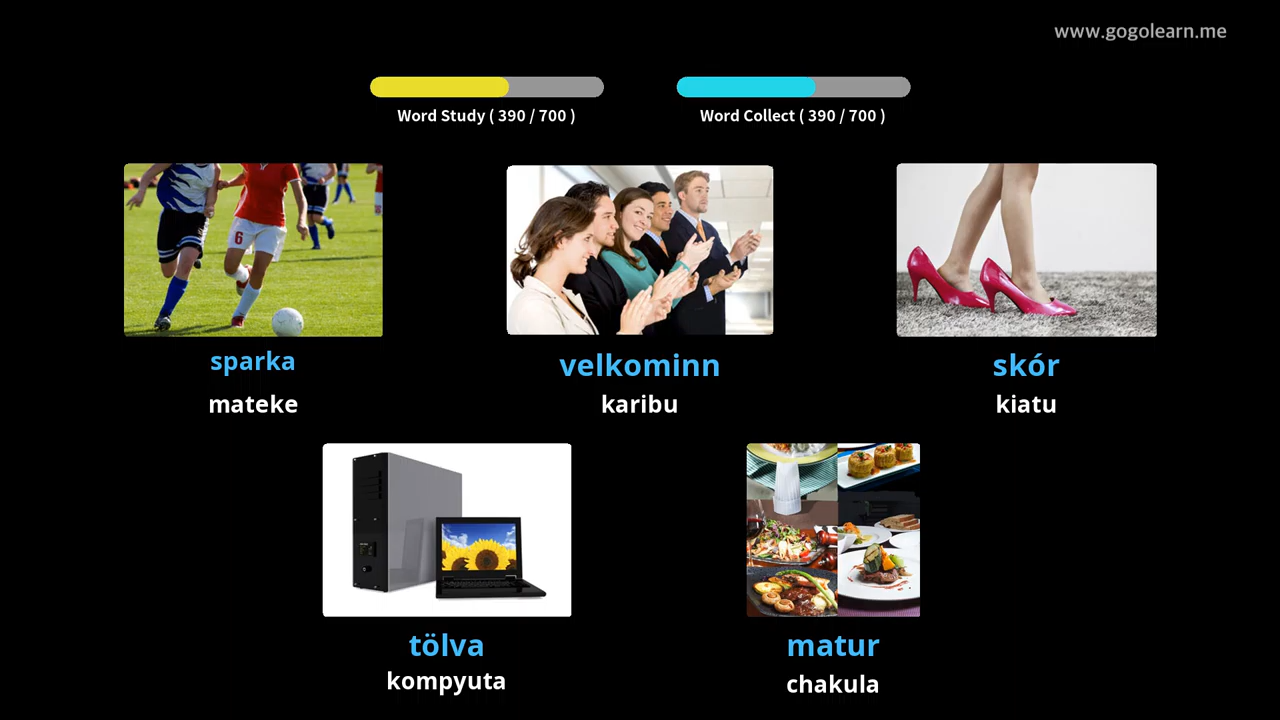 www.gogolearn.me
Word Study ( 390 / 700 )
Word Collect ( 390 / 700 )
sparka
mateke
velkominn
karibu
skór
kiatu
tölva
kompyuta
matur
chakula